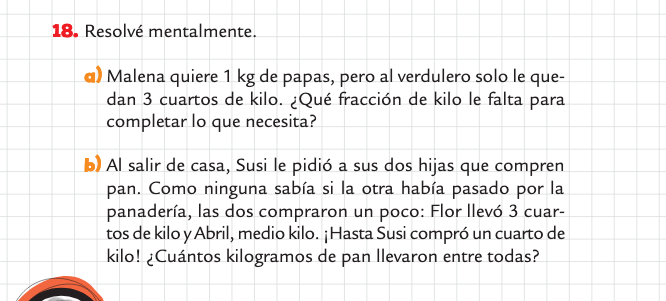 18. Resolvé mentalmente.
a) Malena quiere 1 kg de papas, pero al verdulero solo le que-
dan 3 cuartos de kilo. ¿Qué fracción de kilo le falta para
completar lo que necesita?
b) Al salir de casa, Susi le pidió a sus dos hijas que compren
pan. Como ninguna sabía si la otra había pasado por la
panadería, las dos compraron un poco: Flor llevó 3 cuar-
tos de kilo y Abril, medio kilo. ¡Hasta Susi compró un cuarto de
kilo! ¿Cuántos kilogramos de pan llevaron entre todas?